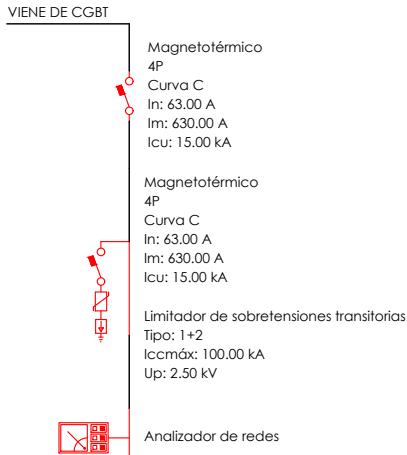 VIENE DE CGBT
Magnetotérmico
4P
Curva C
In: 63.00 A
Im: 630.00 A
Icu: 15.00 kA
Magnetotérmico
4P
Curva C
In: 63.00 A
Im: 630.00 A
Icu: 15.00 kA
Limitador de sobretensiones transitorias
Tipo: 1+2
Iccmáx: 100.00 kA
Up: 2.50 kV
Analizador de redes